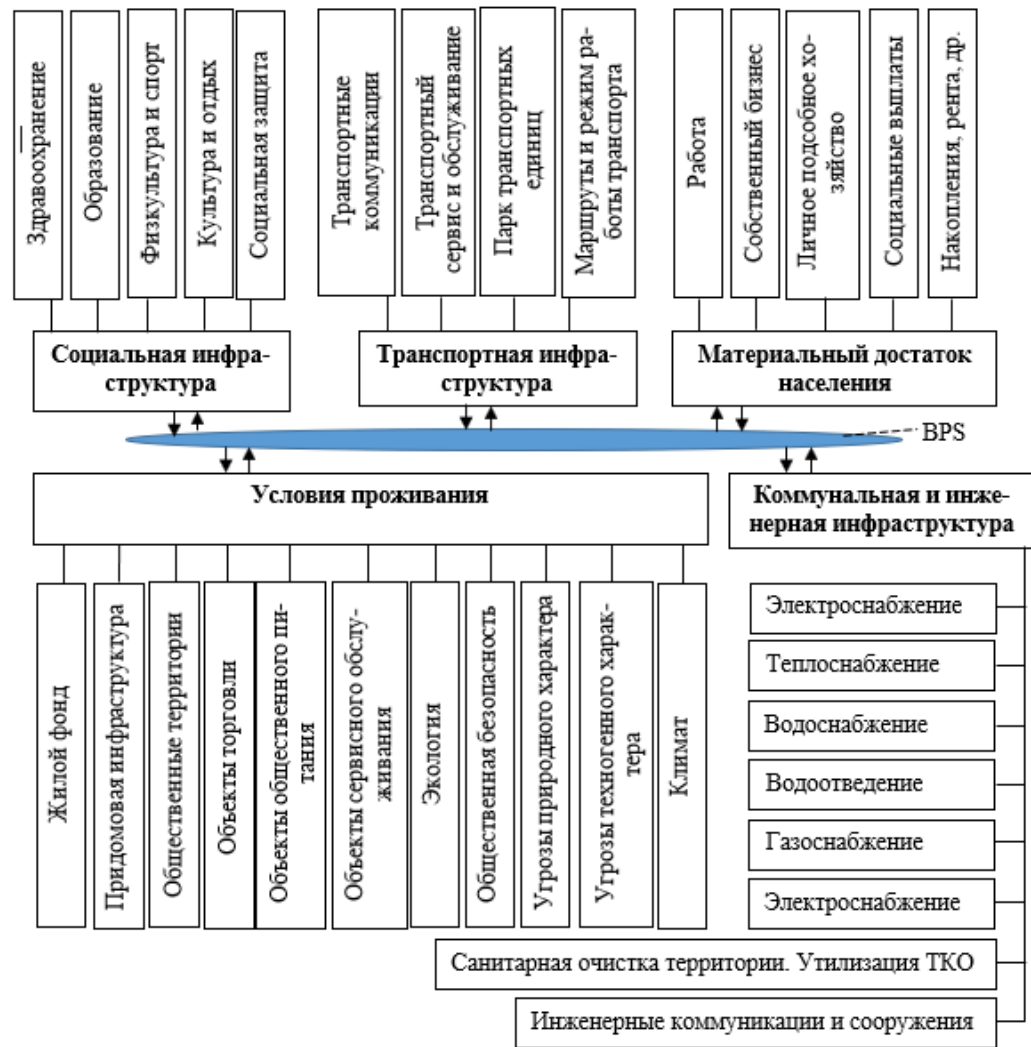 Здравоохранение
Образование
Физкультура и спорт
Культура и отдых
Социальная защита
Транспортные
коммуникации
Транспортный
сервис и обслуживание
Парк транспортных
единиц
Маршруты и режим ра-
боты транспорта
Работа
Собственный бизнес
Личное подсобное хо-
зяйство
Социальные выплаты
Накопления, рента, др.
Социальная инфра-
структура
Транспортная инфра-
структура
Материальный достаток
населения
BPS
Условия проживания
Коммунальная и инже-
нерная инфраструктура
Жилой фонд
Придомовая инфраструктура
Общественные территории
Объекты торговли
Объекты общественного пи-
тания
Объекты сервисного обслу-
живания
Экология
Общественная безопасность
Угрозы природного характера
Угрозы техногенного харак-
тера
Климат
Электроснабжение
Теплоснабжение
Водоснабжение
Водоотведение
Газоснабжение
Электроснабжение
Санитарная очистка территории. Утилизация ТКО
Инженерные коммуникации и сооружения